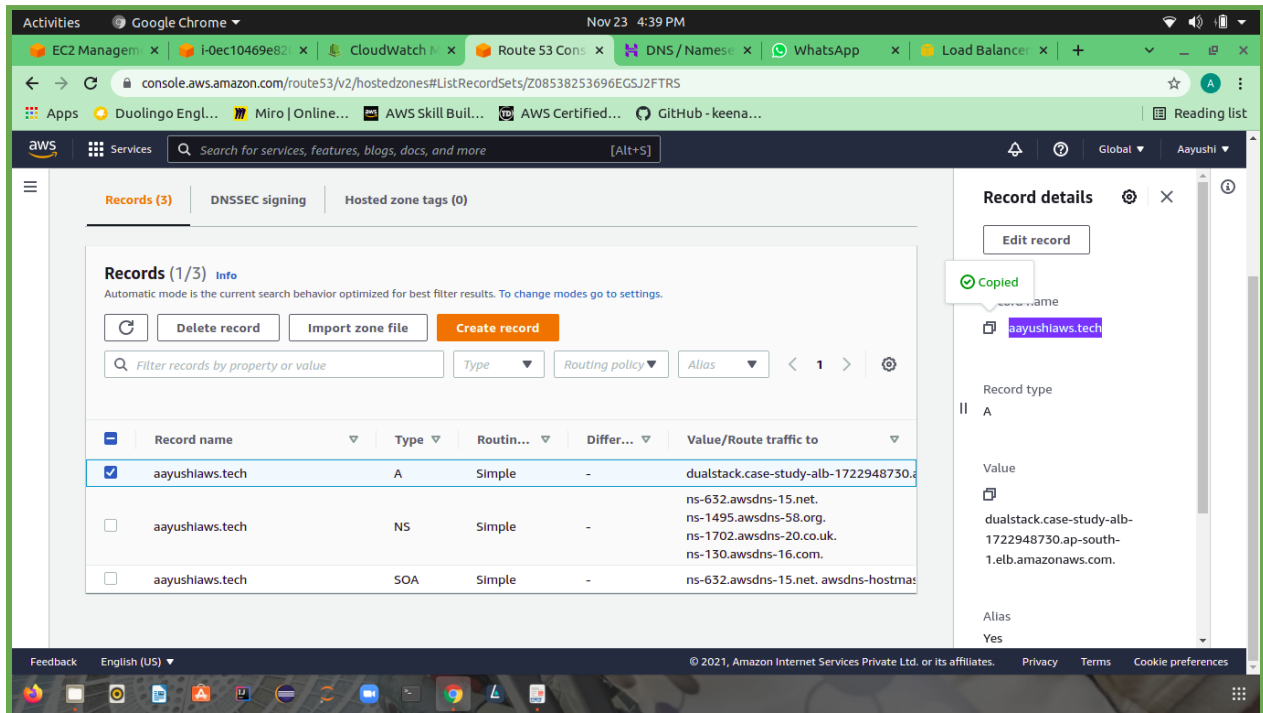 Activities Google Chrome Nov 23 4:39 PM
EC2 Managem i-0ec10469e82 CloudWatch M Route 53 Cons DNS / Namese WhatsApp Load Balancer
console.aws.amazon.com/route53/v2/hostedzones#ListRecordSets/Z08538253696EGSJ2FTRS A
Apps Duolingo Engl... Miro | Online... AWS Skill Buil... AWS Certified... GitHub - keena... Reading list
aws Services Search for services, features, blogs, docs, and more [Alt+S] Global Aayushi
Records (3) DNSSEC signing Hosted zone tags (0)
Records (1/3) Info
Automatic mode is the current search behavior optimized for best filter results. To change modes go to settings.
Delete record Import zone file Create record
Filter records by property or value Type Routing policy Alias 1
Record name Type Routin... Differ... Value/Route traffic to
aayushiaws.tech A Simple - dualstack.case-study-alb-1722948730.a
aayushiaws.tech NS Simple -
ns-632.awsdns-15.net.
ns-1495.awsdns-58.org.
ns-1702.awsdns-20.co.uk.
ns-130.awsdns-16.com.
aayushiaws.tech SOA Simple - ns-632.awsdns-15.net. awsdns-hostmas
Record details
Edit record
Copied
name
aayushiaws.tech
Record type
A
Value
dualstack.case-study-alb-
1722948730.ap-south-
1.elb.amazonaws.com.
Alias
Yes
Feedback English (US) © 2021, Amazon Internet Services Private Ltd. or its affiliates. Privacy Terms Cookie preferences